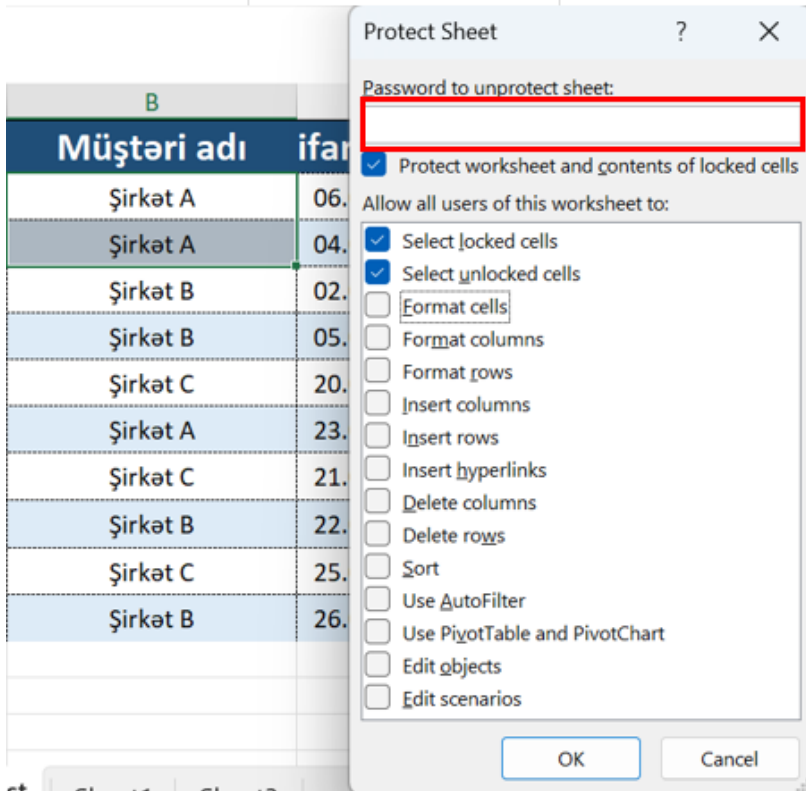 Protect Sheet ? ×
Password to unprotect sheet:
Protect worksheet and contents of locked cells
Allow all users of this worksheet to:
Select locked cells
Select unlocked cells
Format cells
Format columns
Format rows
Insert columns
Insert rows
Insert hyperlinks
Delete columns
Delete rows
Sort
Use AutoFilter
Use PivotTable and PivotChart
Edit objects
Edit scenarios
OK Cancel
B
Müştəri adı ifar
Şirkət A 06.
Şirkət A 04.
Şirkət B 02.
Şirkət B 05.
Şirkət C 20.
Şirkət A 23.
Şirkət C 21.
Şirkət B 22.
Şirkət C 25.
Şirkət B 26.